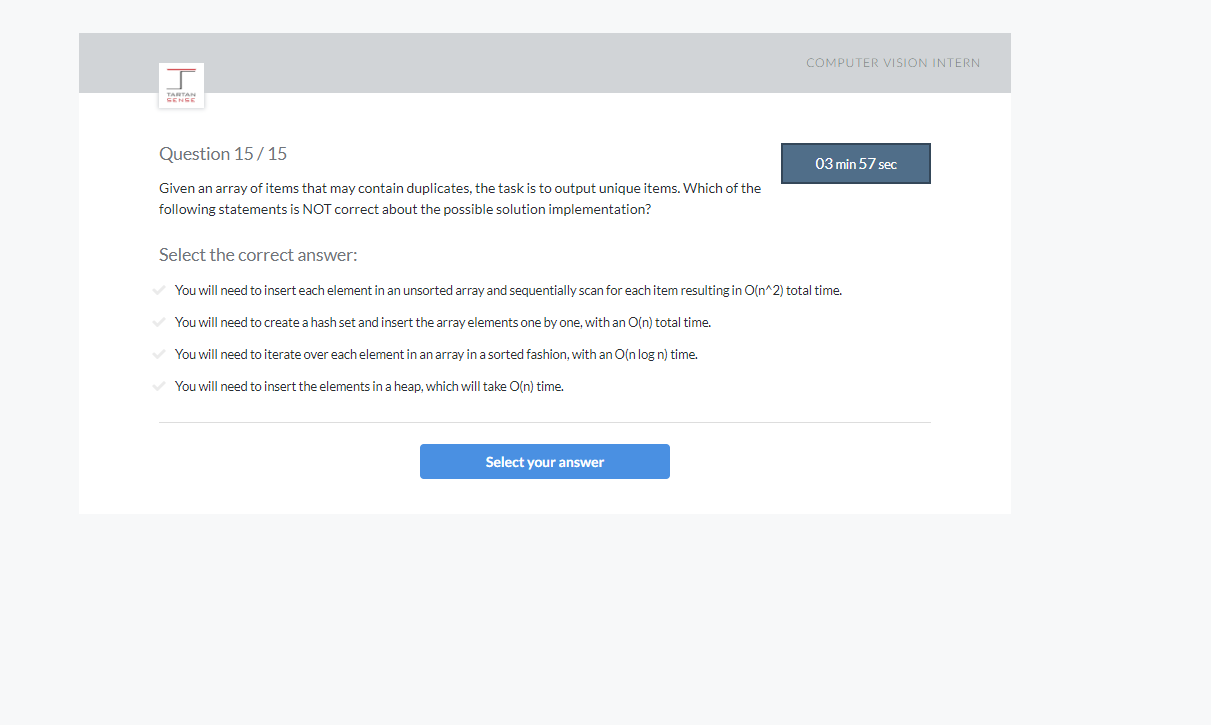 COMPUTER VISION INTERN
TARTAN
SENSE
Question 15 / 15
03 min 57 sec
Given an array of items that may contain duplicates, the task is to output unique items. Which of the
following statements is NOT correct about the possible solution implementation?
Select the correct answer:
You will need to insert each element in an unsorted array and sequentially scan for each item resulting in O(n^2) total time.
You will need to create a hash set and insert the array elements one by one, with an O(n) total time.
You will need to iterate over each element in an array in a sorted fashion, with an O(n log n) time.
You will need to insert the elements in a heap, which will take O(n) time.
Select your answer